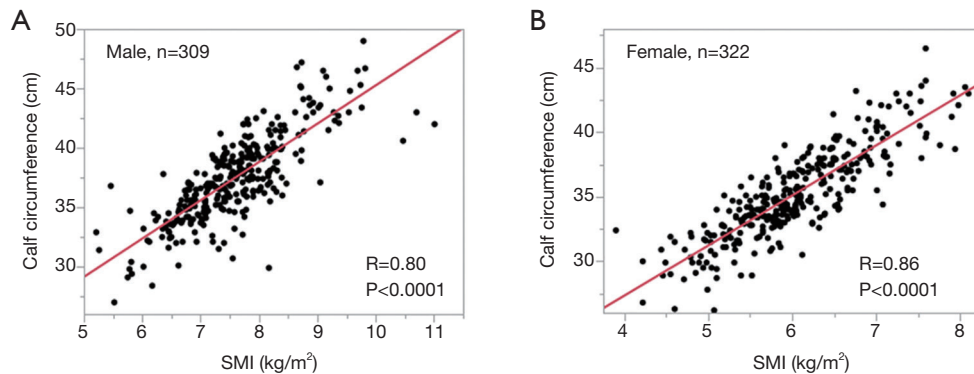 A
Male, n=309
Calf circumference (cm)
50
45
40
35
30
R=0.80
P<0.0001
5 6 7 8 9 10 11
SMI (kg/m²)
B
Female, n=322
Calf circumference (cm)
45
40
35
30
R=0.86
P<0.0001
4 5 6 7 8
SMI (kg/m²)